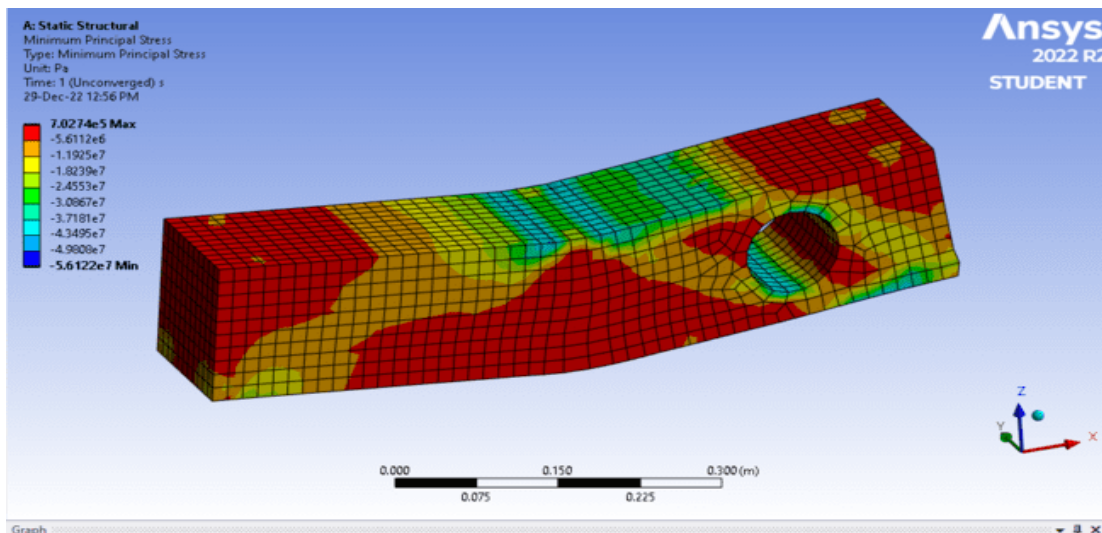 A: Static Structural
Minimum Principal Stress
Type: Minimum Principal Stress
Unit: Pa
Time: 1 (Unconverged) s
29-Dec-22 12:56 PM
7.0274e5 Max
-5.6112e6
-1.1925e7
-1.8239e7
-2.4553e7
-3.0867e7
-3.7181e7
-4.3495e7
-4.9808e7
-5.6122e7 Min
Ansys
2022 R2
STUDENT
Z
Y
X
0.000
0.150
0.300 (m)
0.075
0.225
Graph